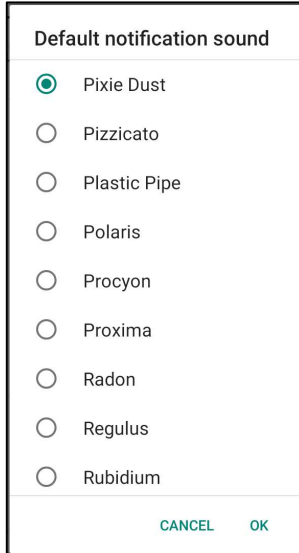 Default notification sound
Pixie Dust
Pizzicato
Plastic Pipe
Polaris
Procyon
Proxima
Radon
Regulus
Rubidium
CANCEL OK